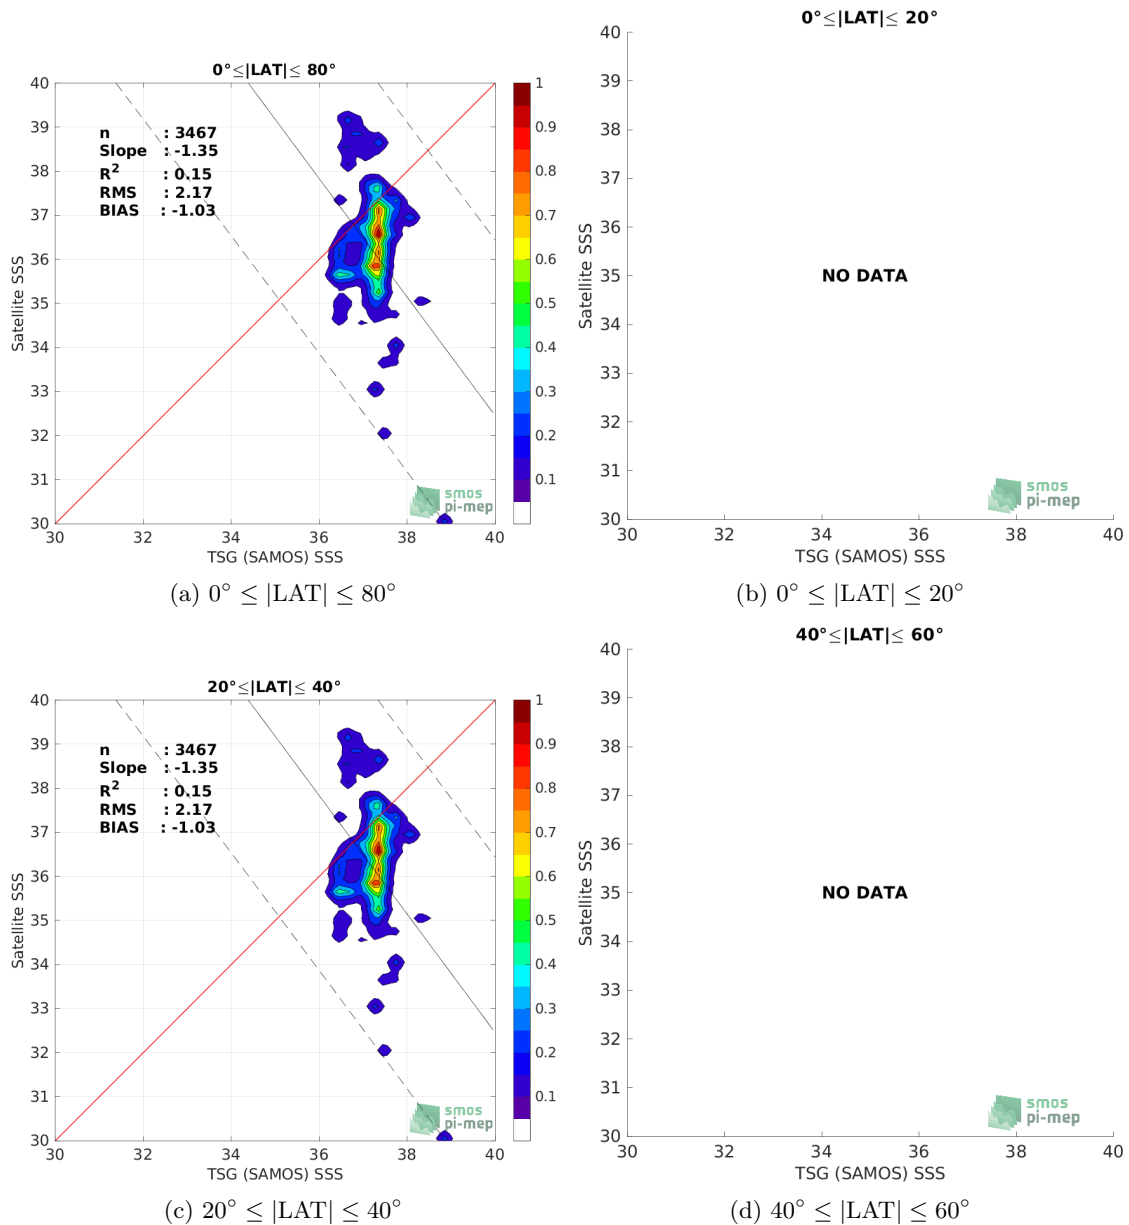 0°≤|LAT|≤ 80°
40
39
38
37
36
35
34
33
32
31
30
Satellite SSS
n : 3467
Slope : -1.35
R² : 0.15
RMS : 2.17
BIAS : -1.03
1
0.9
0.8
0.7
0.6
0.5
0.4
0.3
0.2
0.1
smos
pi-mep
30 32 34 36 38 40
TSG (SAMOS) SSS
(a) 0° ≤ |LAT| ≤ 80°
0°≤|LAT|≤ 20°
40
39
38
37
36
35
34
33
32
31
30
Satellite SSS
NO DATA
smos
pi-mep
30 32 34 36 38 40
TSG (SAMOS) SSS
(b) 0° ≤ |LAT| ≤ 20°
20°≤|LAT|≤ 40°
40
39
38
37
36
35
34
33
32
31
30
Satellite SSS
n : 3467
Slope : -1.35
R² : 0.15
RMS : 2.17
BIAS : -1.03
1
0.9
0.8
0.7
0.6
0.5
0.4
0.3
0.2
0.1
smos
pi-mep
30 32 34 36 38 40
TSG (SAMOS) SSS
(c) 20° ≤ |LAT| ≤ 40°
40°≤|LAT|≤ 60°
40
39
38
37
36
35
34
33
32
31
30
Satellite SSS
NO DATA
smos
pi-mep
30 32 34 36 38 40
TSG (SAMOS) SSS
(d) 40° ≤ |LAT| ≤ 60°